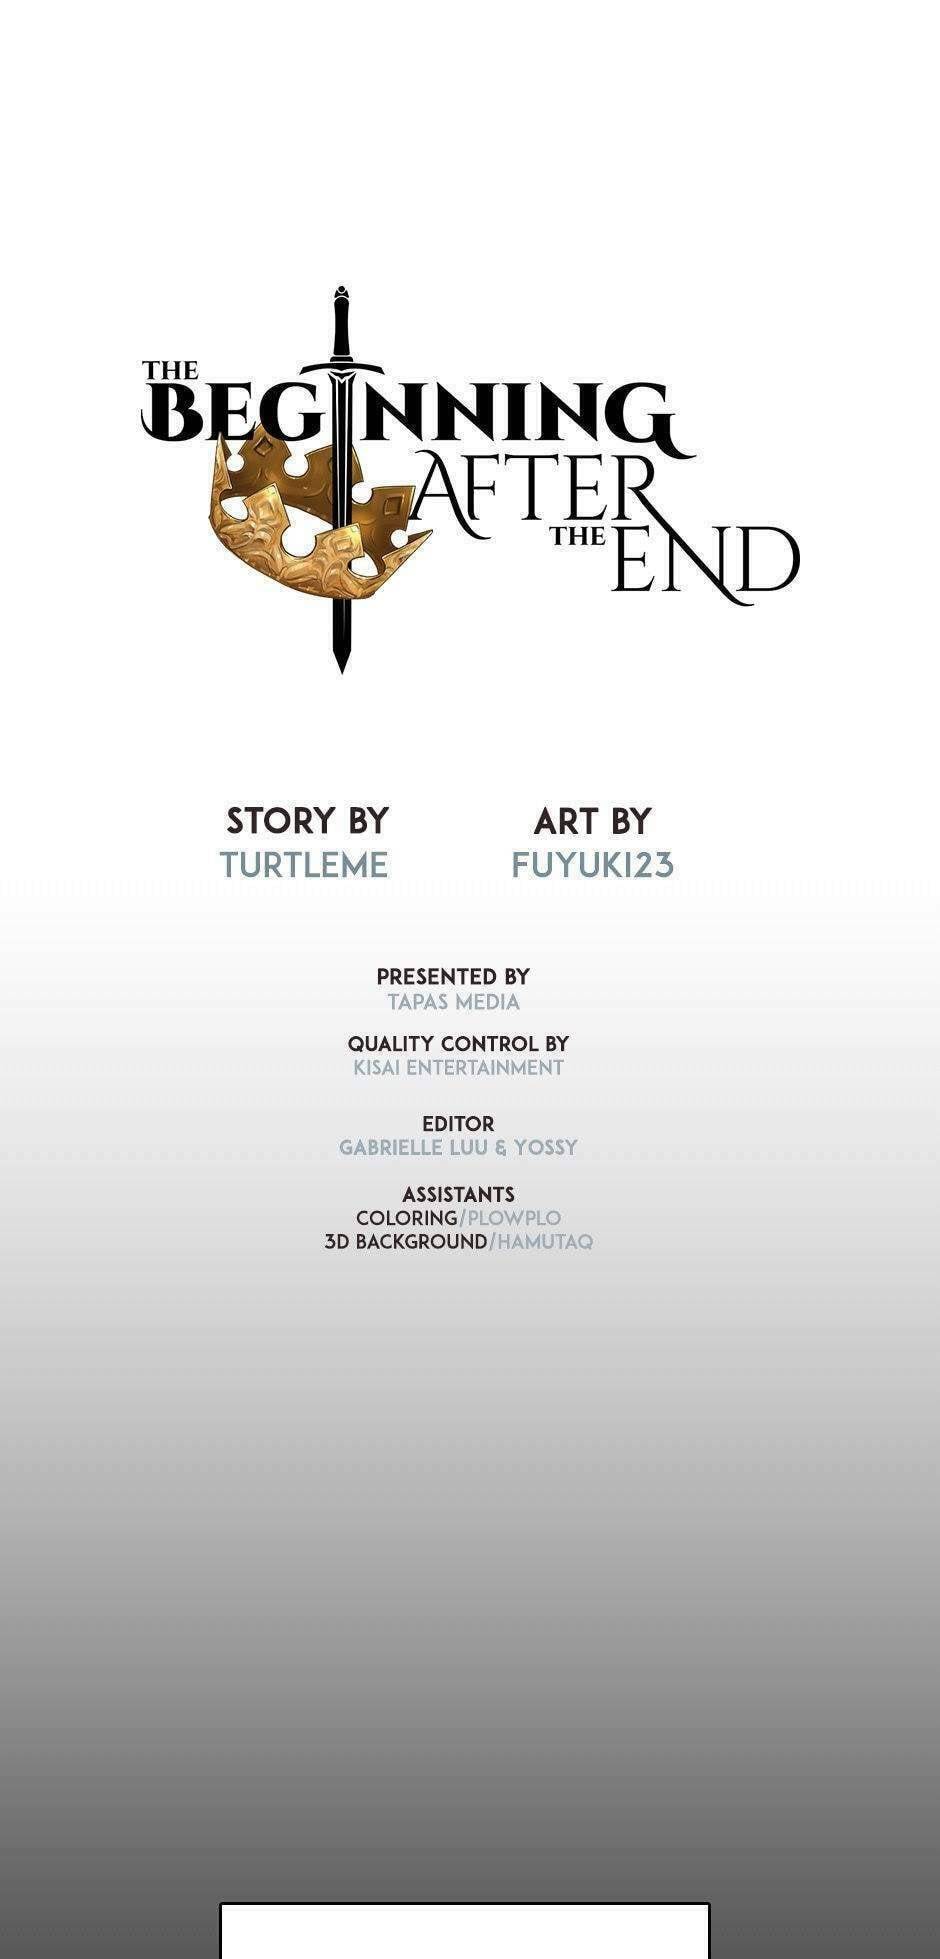 THE
BEGINNING
AFTER
THE END
STORY BY
TURTLEME
ART BY
FUYUKI23
PRESENTED BY
TAPAS MEDIA
QUALITY CONTROL BY
KISAI ENTERTAINMENT
EDITOR
GABRIELLE LUU & YOSSY
ASSISTANTS
COLORING/PLOWPLO
3D BACKGROUND/HAMUTAQ